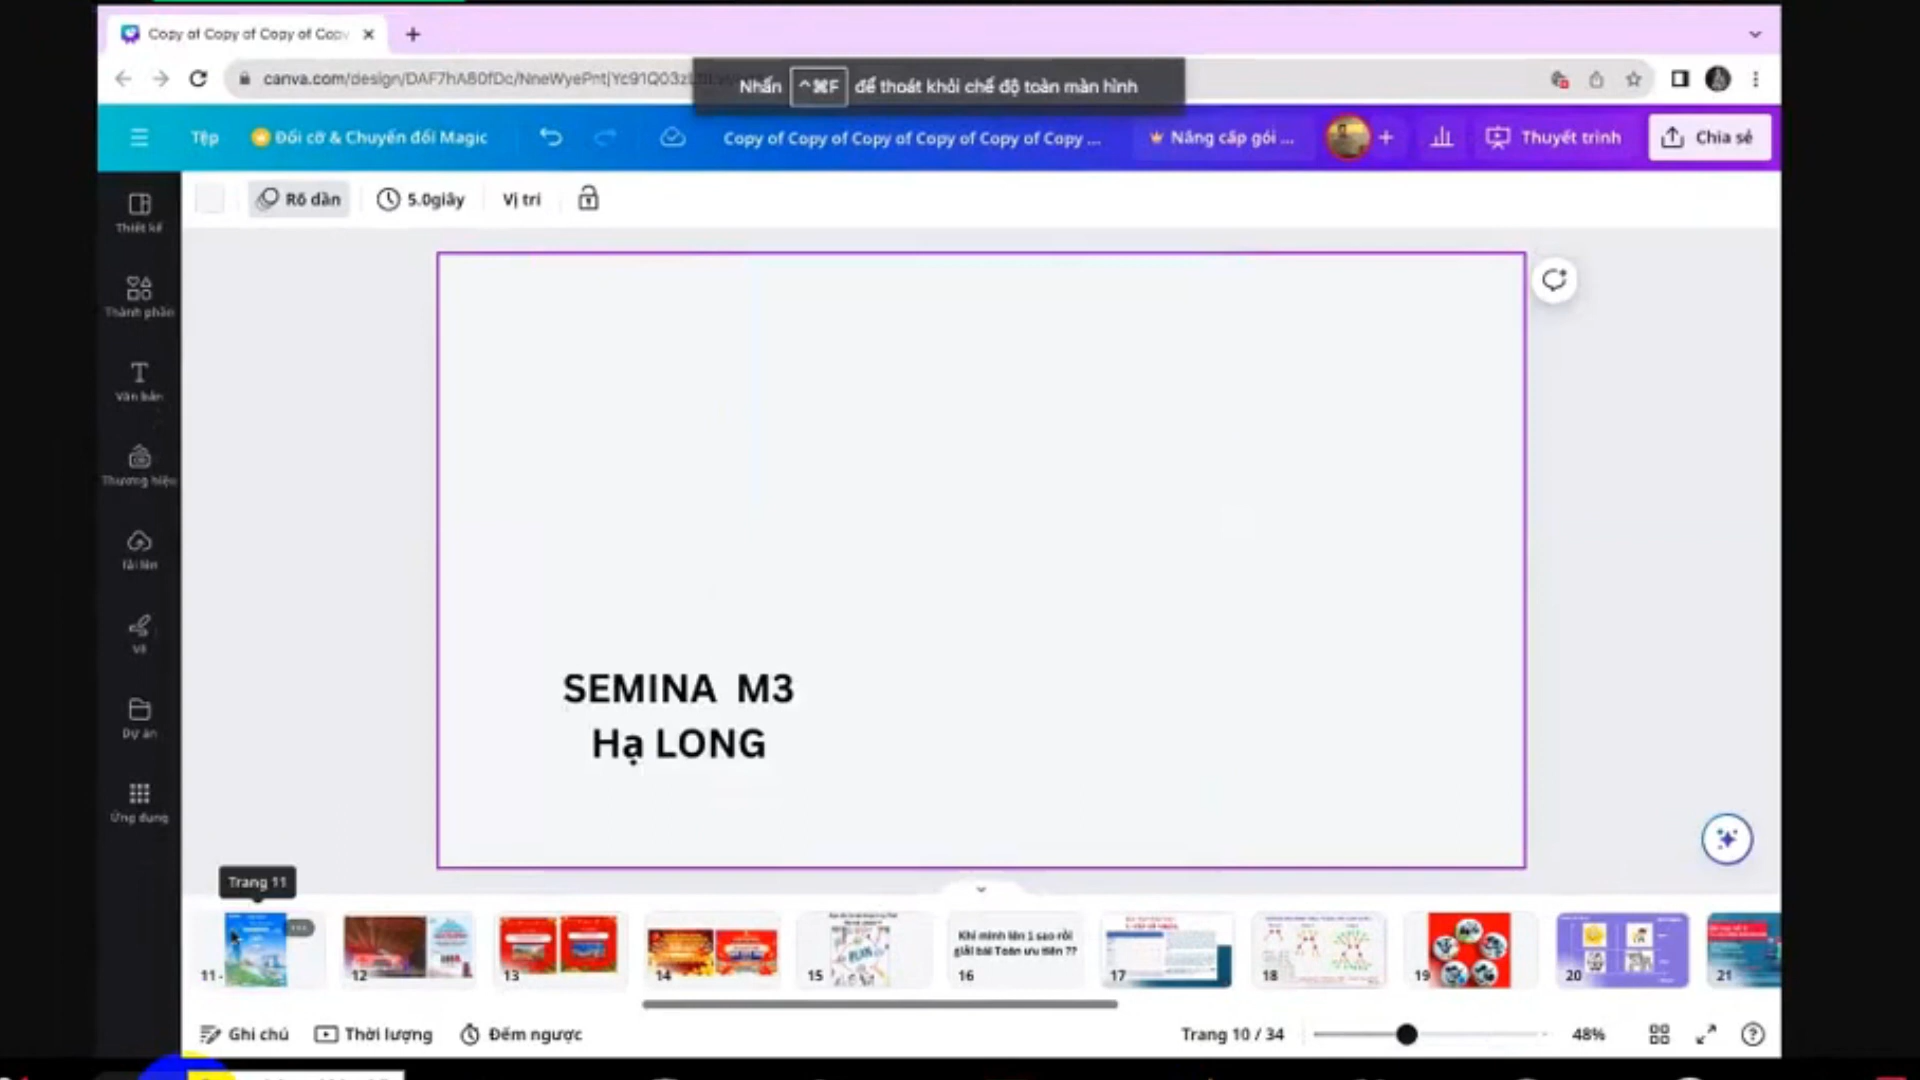 Copy of Copy of Copy of Copy
canva.com/design/DAF7hA80fDc/NneWyePntjYc91Q03z
Nhấn ^⌘F để thoát khỏi chế độ toàn màn hình
Tệp
Đổi cỡ & Chuyển đổi Magic
Copy of Copy of Copy of Copy of Copy of Copy ...
Nâng cấp gói ...
Thuyết trình
Chia sẻ
Rõ dần
5.0giây
Vị trí
Thiết kế
Thành phần
Văn bản
Thương hiệu
Tải lên
Vẽ
Dự án
Ứng dụng
SEMINA M3
Hạ LONG
Trang 11
11 -
12
13
14
15
Khi mình lên 1 sao rồi
giải bài Toán ưu tiên ??
16
17
18
19
20
21
Ghi chú
Thời lượng
Đếm ngược
Trang 10 / 34
48%